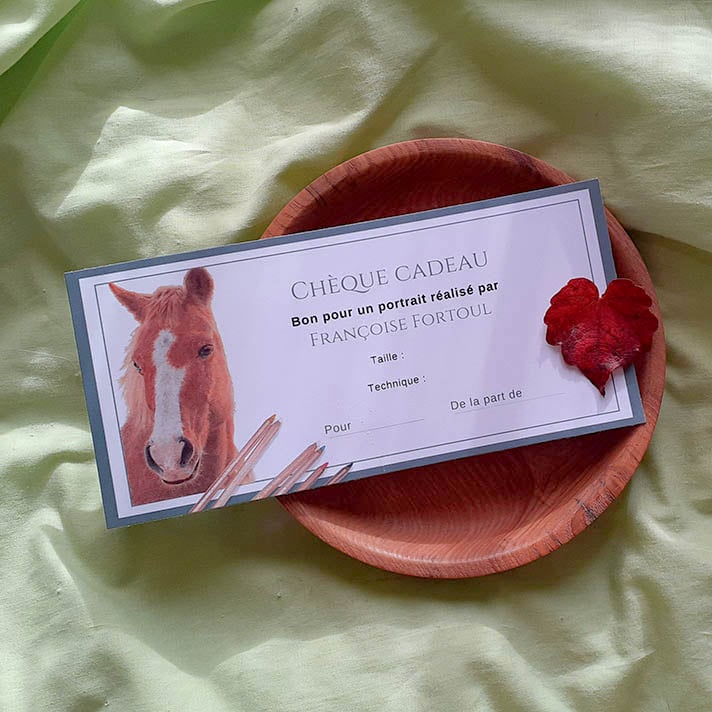 Chèque cadeau
Bon pour un portrait réalisé par
Françoise Fortoul
Taille :
Technique :
Pour
De la part de